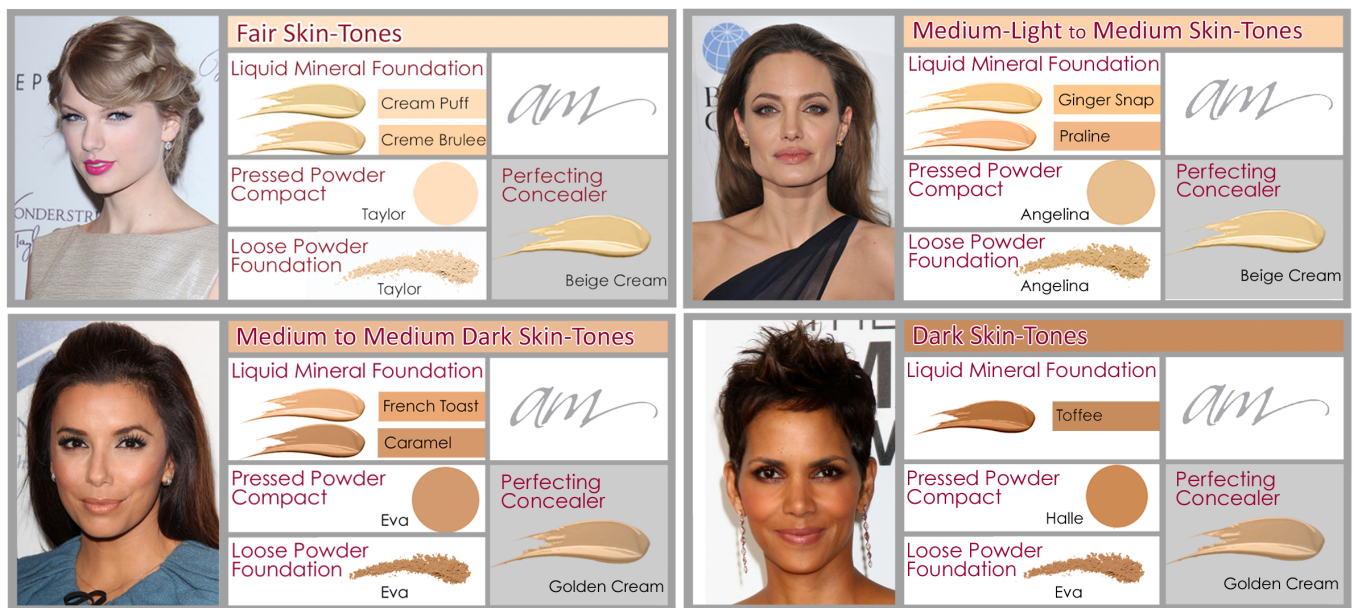 Fair Skin-Tones
Liquid Mineral Foundation
Cream Puff
Creme Brulee
am
Pressed Powder
Compact
Taylor
Loose Powder
Foundation
Taylor
Perfecting
Concealer
Beige Cream
EP
ONDERSTR
Tayl
Medium-Light to Medium Skin-Tones
Liquid Mineral Foundation
Ginger Snap
Praline
am
Pressed Powder
Compact
Angelina
Loose Powder
Foundation
Angelina
Perfecting
Concealer
Beige Cream
Medium to Medium Dark Skin-Tones
Liquid Mineral Foundation
French Toast
Caramel
am
Pressed Powder
Compact
Eva
Loose Powder
Foundation
Eva
Perfecting
Concealer
Golden Cream
Dark Skin-Tones
Liquid Mineral Foundation
Toffee
am
Pressed Powder
Compact
Halle
Loose Powder
Foundation
Eva
Perfecting
Concealer
Golden Cream